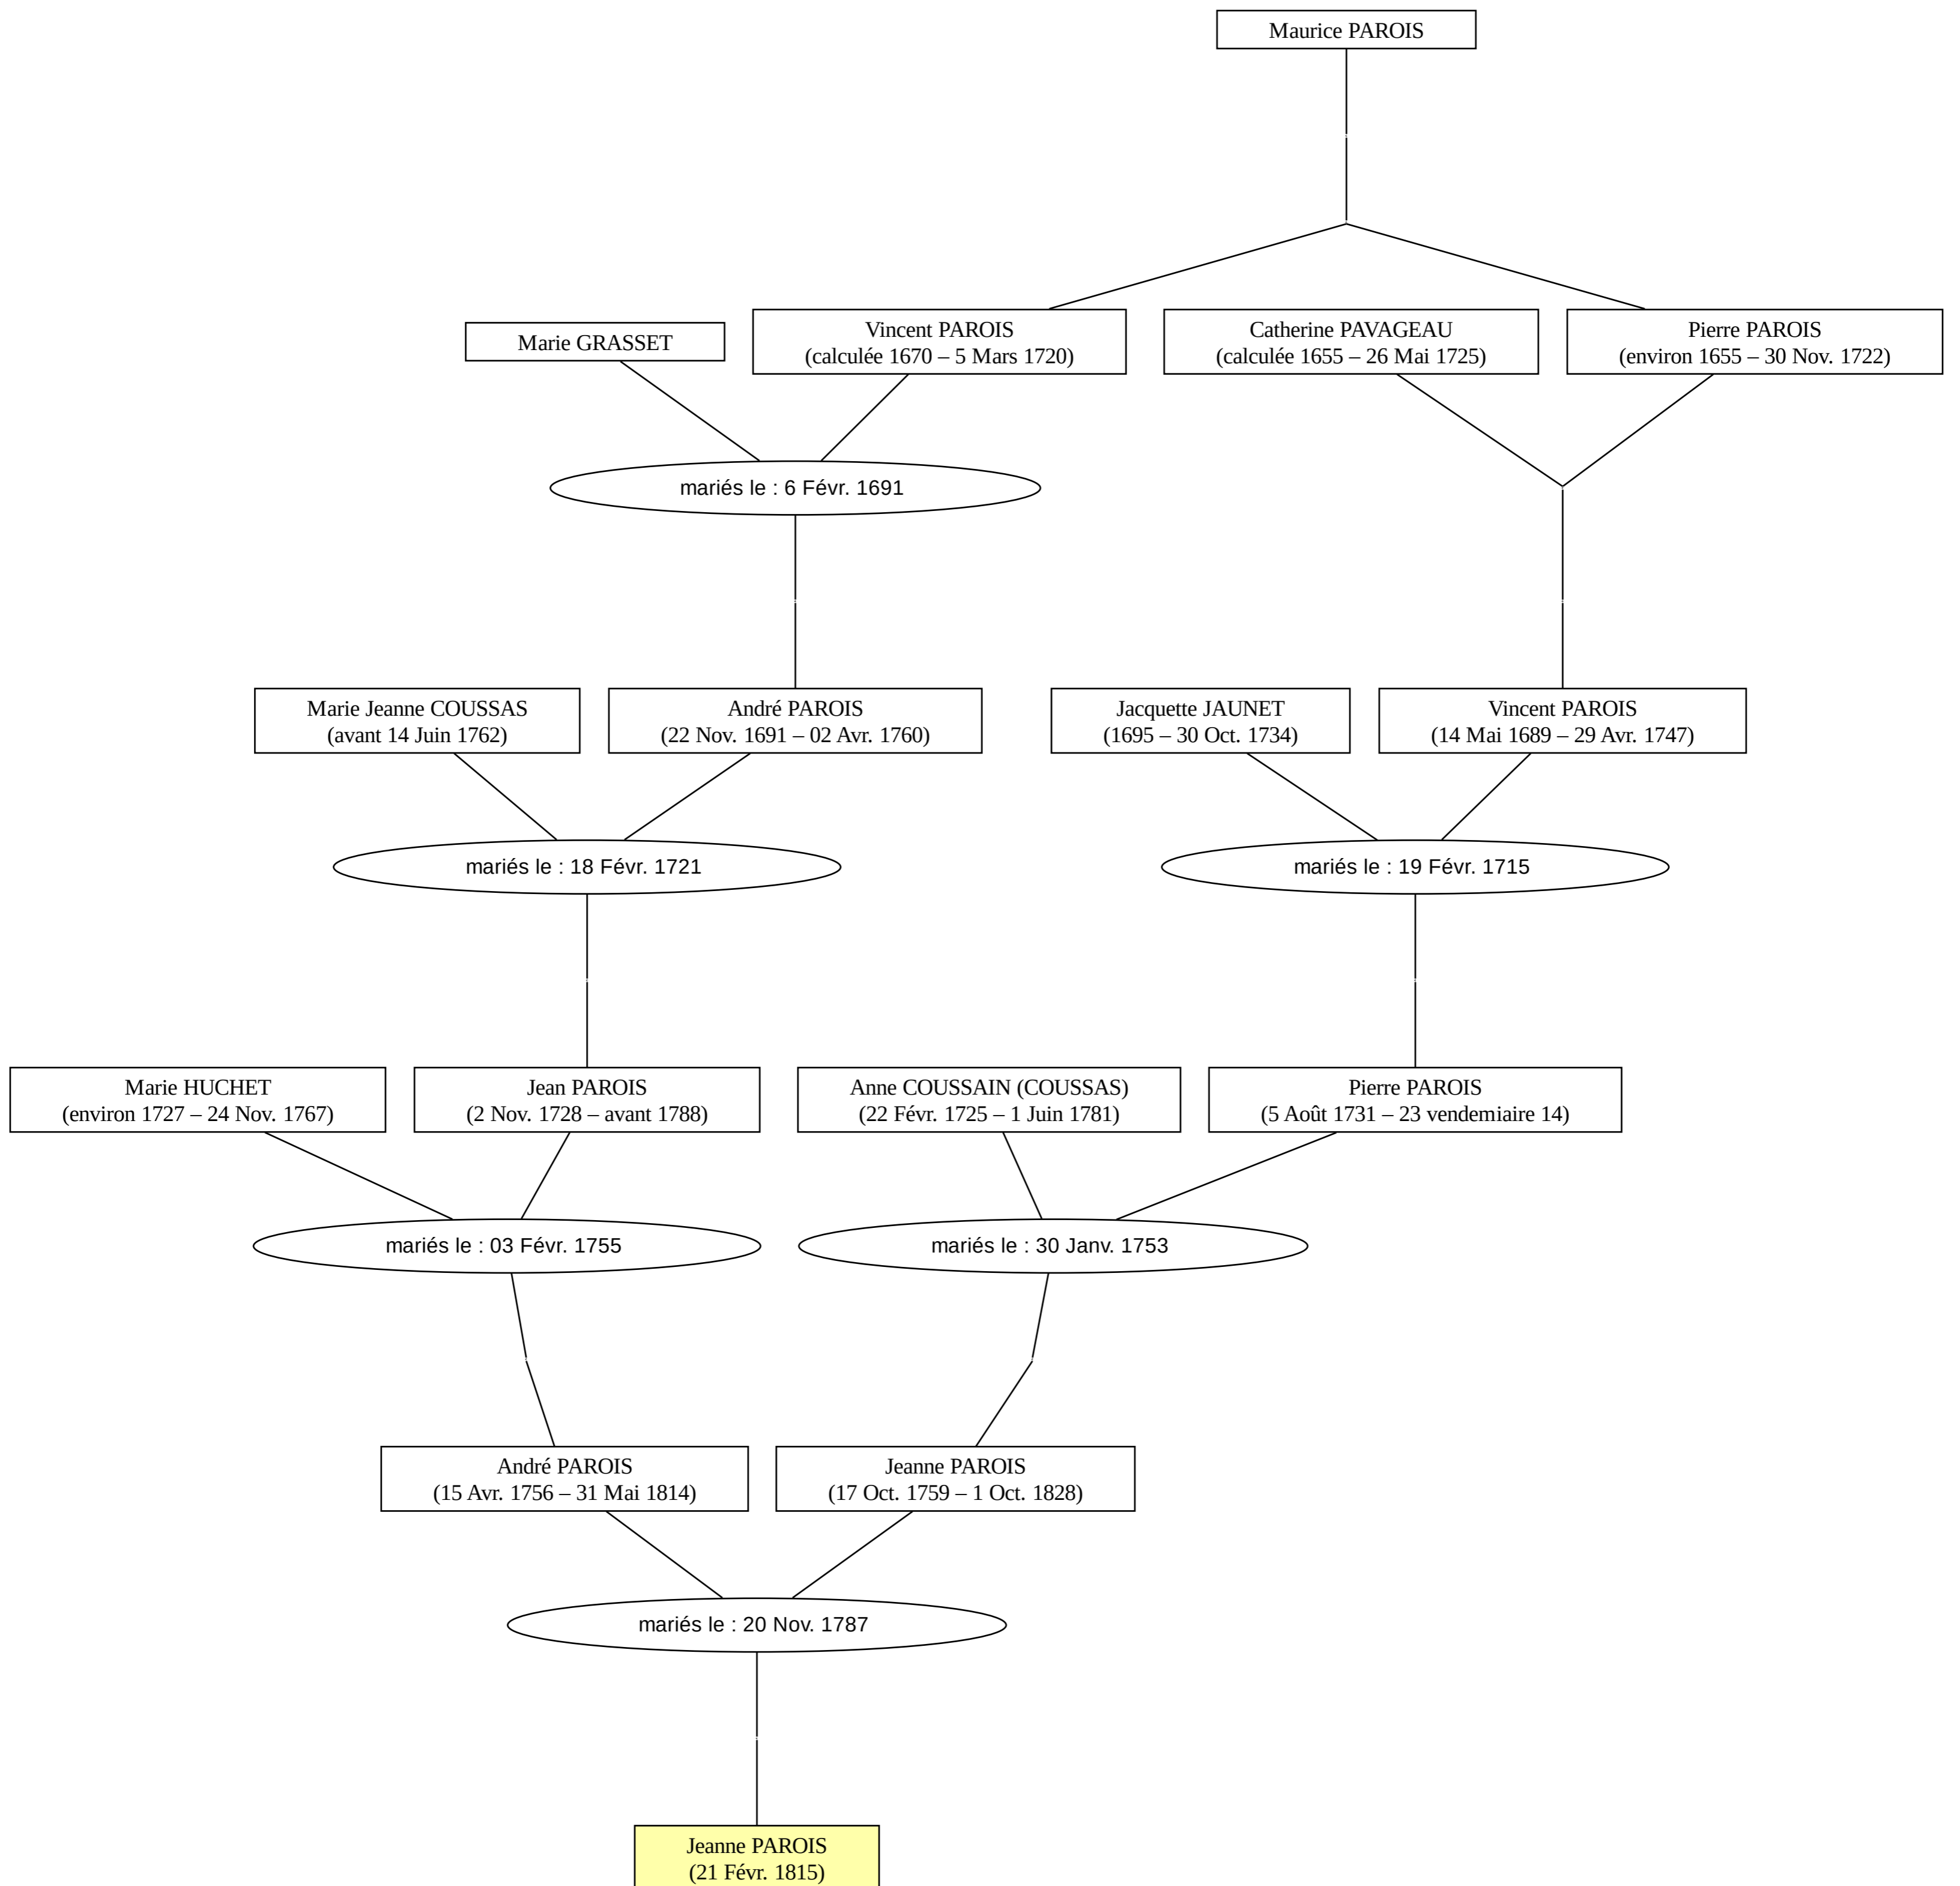 Maurice PAROIS
Marie GRASSET
Vincent PAROIS
(calculée 1670 – 5 Mars 1720)
Catherine PAVAGEAU
(calculée 1655 – 26 Mai 1725)
Pierre PAROIS
(environ 1655 – 30 Nov. 1722)
mariés le : 6 Févr. 1691
Marie Jeanne COUSSAS
(avant 14 Juin 1762)
André PAROIS
(22 Nov. 1691 – 02 Avr. 1760)
Jacquette JAUNET
(1695 – 30 Oct. 1734)
Vincent PAROIS
(14 Mai 1689 – 29 Avr. 1747)
mariés le : 18 Févr. 1721
mariés le : 19 Févr. 1715
Marie HUCHET
(environ 1727 – 24 Nov. 1767)
Jean PAROIS
(2 Nov. 1728 – avant 1788)
Anne COUSSAIN (COUSSAS)
(22 Févr. 1725 – 1 Juin 1781)
Pierre PAROIS
(5 Août 1731 – 23 vendemiaire 14)
mariés le : 03 Févr. 1755
mariés le : 30 Janv. 1753
André PAROIS
(15 Avr. 1756 – 31 Mai 1814)
Jeanne PAROIS
(17 Oct. 1759 – 1 Oct. 1828)
mariés le : 20 Nov. 1787
Jeanne PAROIS
(21 Févr. 1815)